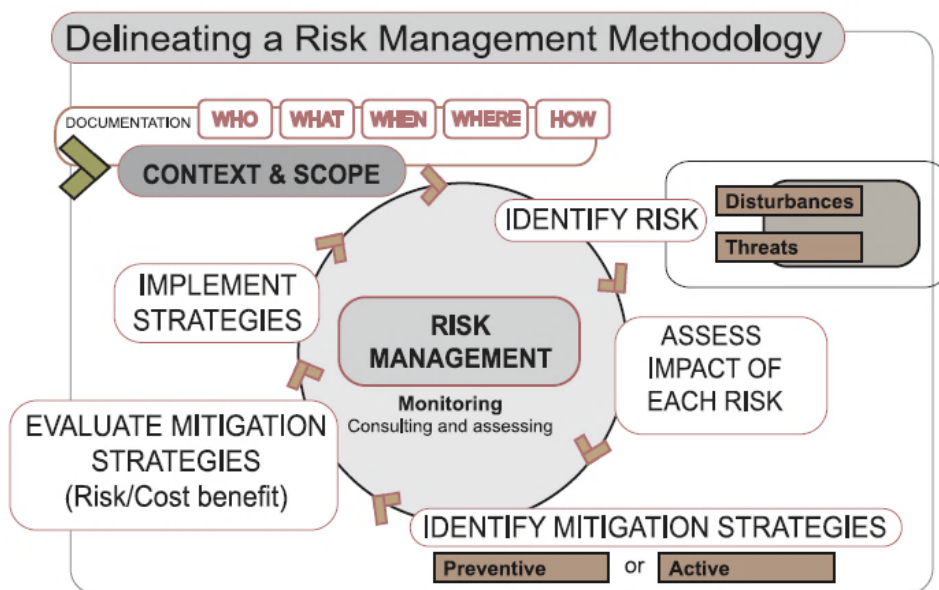 Delineating a Risk Management Methodology
DOCUMENTATION WHO WHAT WHEN WHERE HOW
CONTEXT & SCOPE
IDENTIFY RISK
Disturbances
Threats
ASSESS
IMPACT OF
EACH RISK
IDENTIFY MITIGATION STRATEGIES
Preventive or Active
EVALUATE MITIGATION
STRATEGIES
(Risk/Cost benefit)
IMPLEMENT
STRATEGIES
RISK
MANAGEMENT
Monitoring
Consulting and assessing